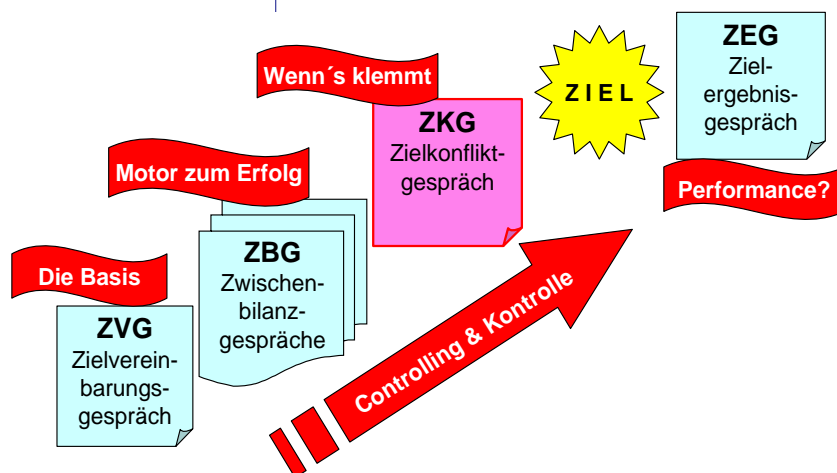 Die Basis
ZVG
Zielverein-
barungs-
gespräch
Motor zum Erfolg
ZBG
Zwischen-
bilanz-
gespräche
Wenn´s klemmt
ZKG
Zielkonflikt-
gespräch
Z I E L
ZEG
Ziel-
ergebnis-
gespräch
Performance?
Controlling & Kontrolle